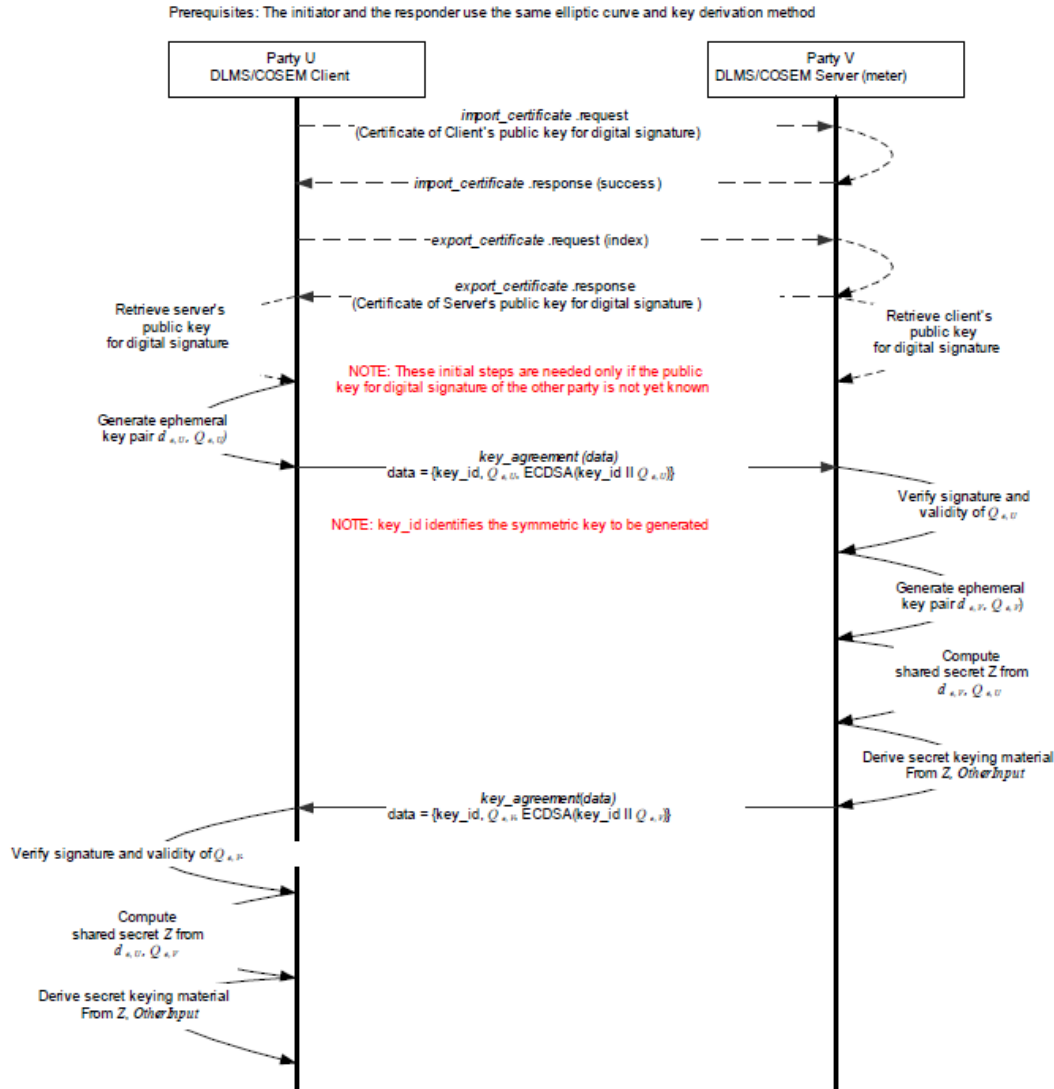 Prerequisites: The initiator and the responder use the same elliptic curve and key derivation method
Party U
DLMS/COSEM Client
Party V
DLMS/COSEM Server (meter)
import_certificate .request
(Certificate of Client's public key for digital signature)
import_certificate .response (success )
export_certificate .request (index)
export_certificate .response
(Certificate of Server's public key for digital signature )
Retrieve server's
public key
for digital signature
Retrieve client's
public key
for digital signature
NOTE: These initial steps are needed only if the public
key for digital signature of the other party is not yet known
Generate ephemeral
key pair d e,U, Q e,U)
key_agreement (data)
data = {key_id, Q e,U, ECDSA(key_id II Q e,U)}
Verify signature and
validity of Q e,U
NOTE: key_id identifies the symmetric key to be generated
Generate ephemeral
key pair d e,V, Q e,V)
Compute
shared secret Z from
d e,V, Q e,U
Derive secret keying material
From Z, OtherInput
key_agreement(data)
data = {key_id, Q e,V, ECDSA(key_id II Q e,V)}
Verify signature and validity of Q e,V
Compute
shared secret Z from
d e,U, Q e,V
Derive secret keying material
From Z, OtherInput